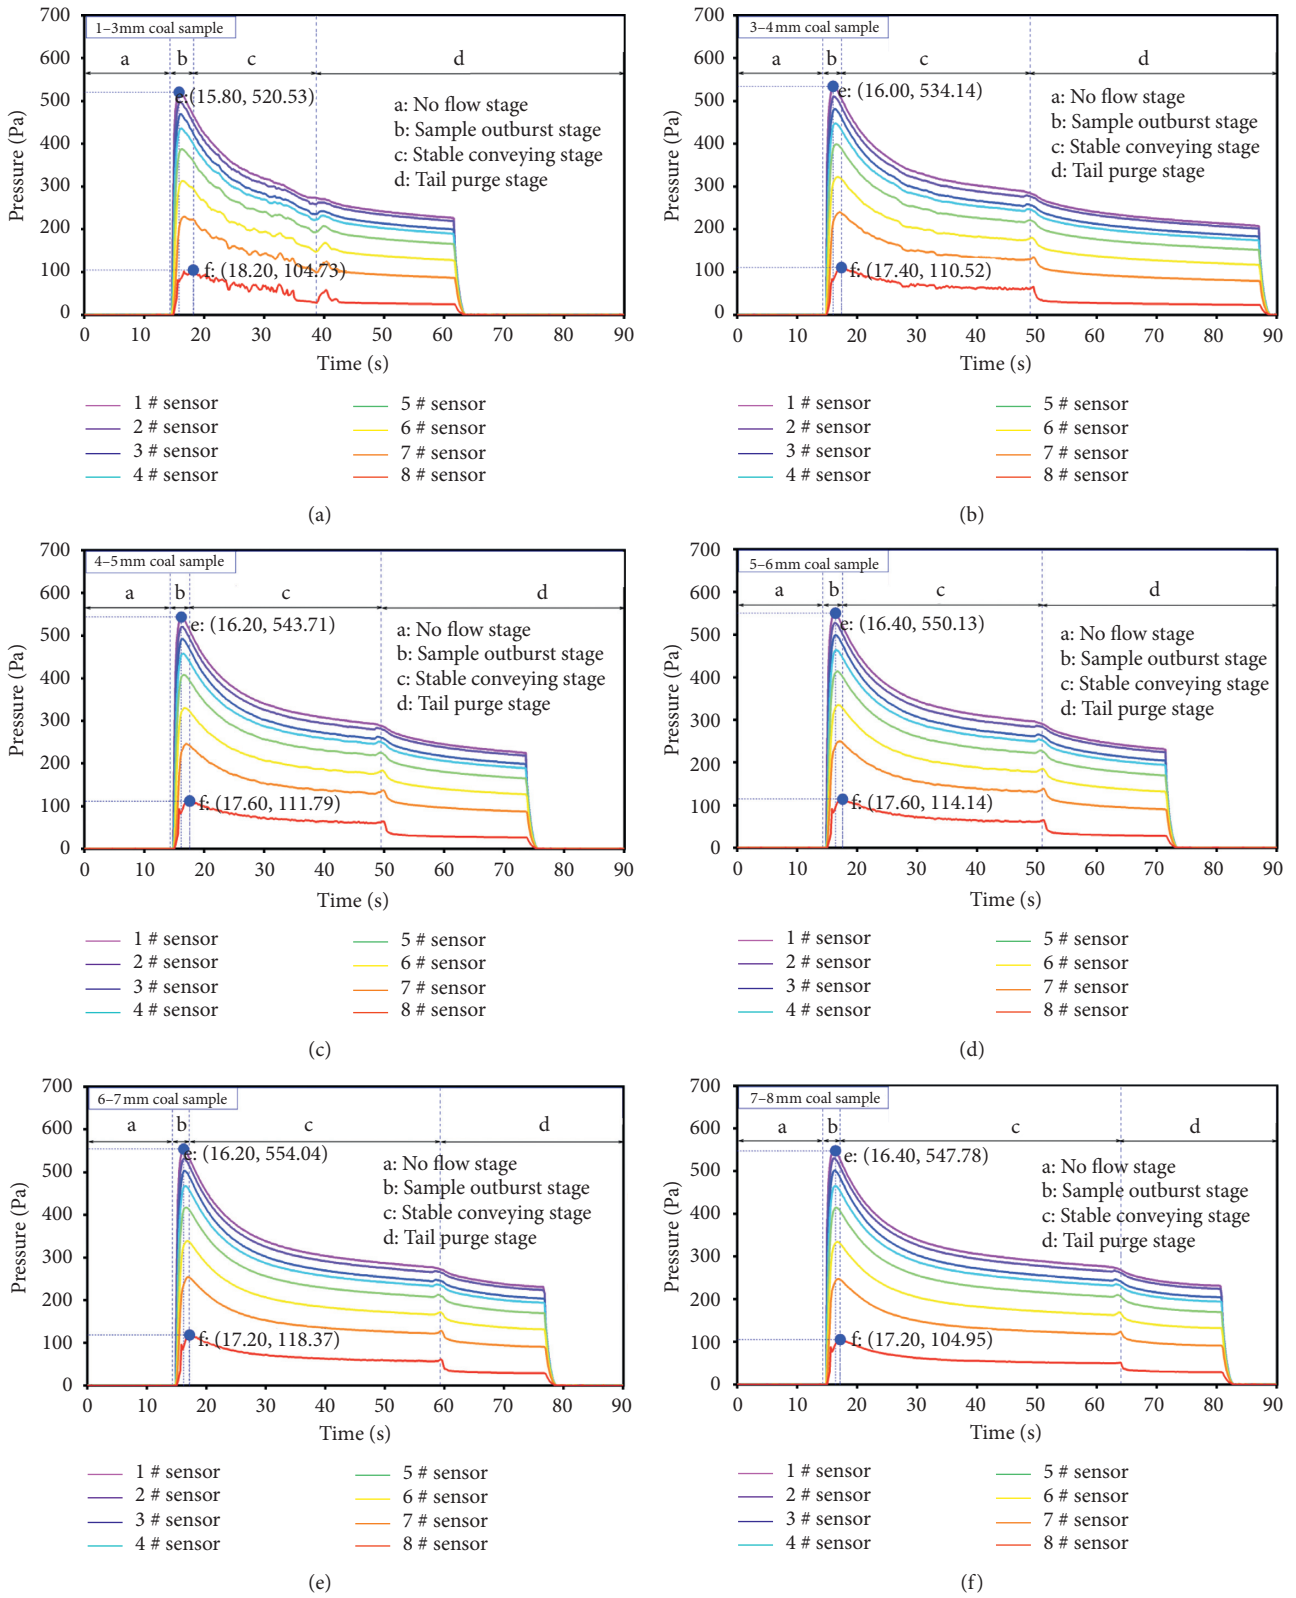 1–3mm coal sample
a b c d
e:(15.80, 520.53)
a: No flow stage
b: Sample outburst stage
c: Stable conveying stage
d: Tail purge stage
f: (18.20, 104.73)
Pressure (Pa)
700
600
500
400
300
200
100
0
0 10 20 30 40 50 60 70 80 90
Time (s)
1 # sensor
2 # sensor
3 # sensor
4 # sensor
5 # sensor
6 # sensor
7 # sensor
8 # sensor
(a)
3–4mm coal sample
a b c d
e: (16.00, 534.14)
a: No flow stage
b: Sample outburst stage
c: Stable conveying stage
d: Tail purge stage
f: (17.40, 110.52)
Pressure (Pa)
700
600
500
400
300
200
100
0
0 10 20 30 40 50 60 70 80 90
Time (s)
1 # sensor
2 # sensor
3 # sensor
4 # sensor
5 # sensor
6 # sensor
7 # sensor
8 # sensor
(b)
4–5mm coal sample
a b c d
e: (16.20, 543.71)
a: No flow stage
b: Sample outburst stage
c: Stable conveying stage
d: Tail purge stage
f: (17.60, 111.79)
Pressure (Pa)
700
600
500
400
300
200
100
0
0 10 20 30 40 50 60 70 80 90
Time (s)
1 # sensor
2 # sensor
3 # sensor
4 # sensor
5 # sensor
6 # sensor
7 # sensor
8 # sensor
(c)
5–6mm coal sample
a b c d
e: (16.40, 550.13)
a: No flow stage
b: Sample outburst stage
c: Stable conveying stage
d: Tail purge stage
f: (17.60, 114.14)
Pressure (Pa)
700
600
500
400
300
200
100
0
0 10 20 30 40 50 60 70 80 90
Time (s)
1 # sensor
2 # sensor
3 # sensor
4 # sensor
5 # sensor
6 # sensor
7 # sensor
8 # sensor
(d)
6–7mm coal sample
a b c d
e: (16.20, 554.04)
a: No flow stage
b: Sample outburst stage
c: Stable conveying stage
d: Tail purge stage
f: (17.20, 118.37)
Pressure (Pa)
700
600
500
400
300
200
100
0
0 10 20 30 40 50 60 70 80 90
Time (s)
1 # sensor
2 # sensor
3 # sensor
4 # sensor
5 # sensor
6 # sensor
7 # sensor
8 # sensor
(e)
7–8mm coal sample
a b c d
e: (16.40, 547.78)
a: No flow stage
b: Sample outburst stage
c: Stable conveying stage
d: Tail purge stage
f: (17.20, 104.95)
Pressure (Pa)
700
600
500
400
300
200
100
0
0 10 20 30 40 50 60 70 80 90
Time (s)
1 # sensor
2 # sensor
3 # sensor
4 # sensor
5 # sensor
6 # sensor
7 # sensor
8 # sensor
(f)